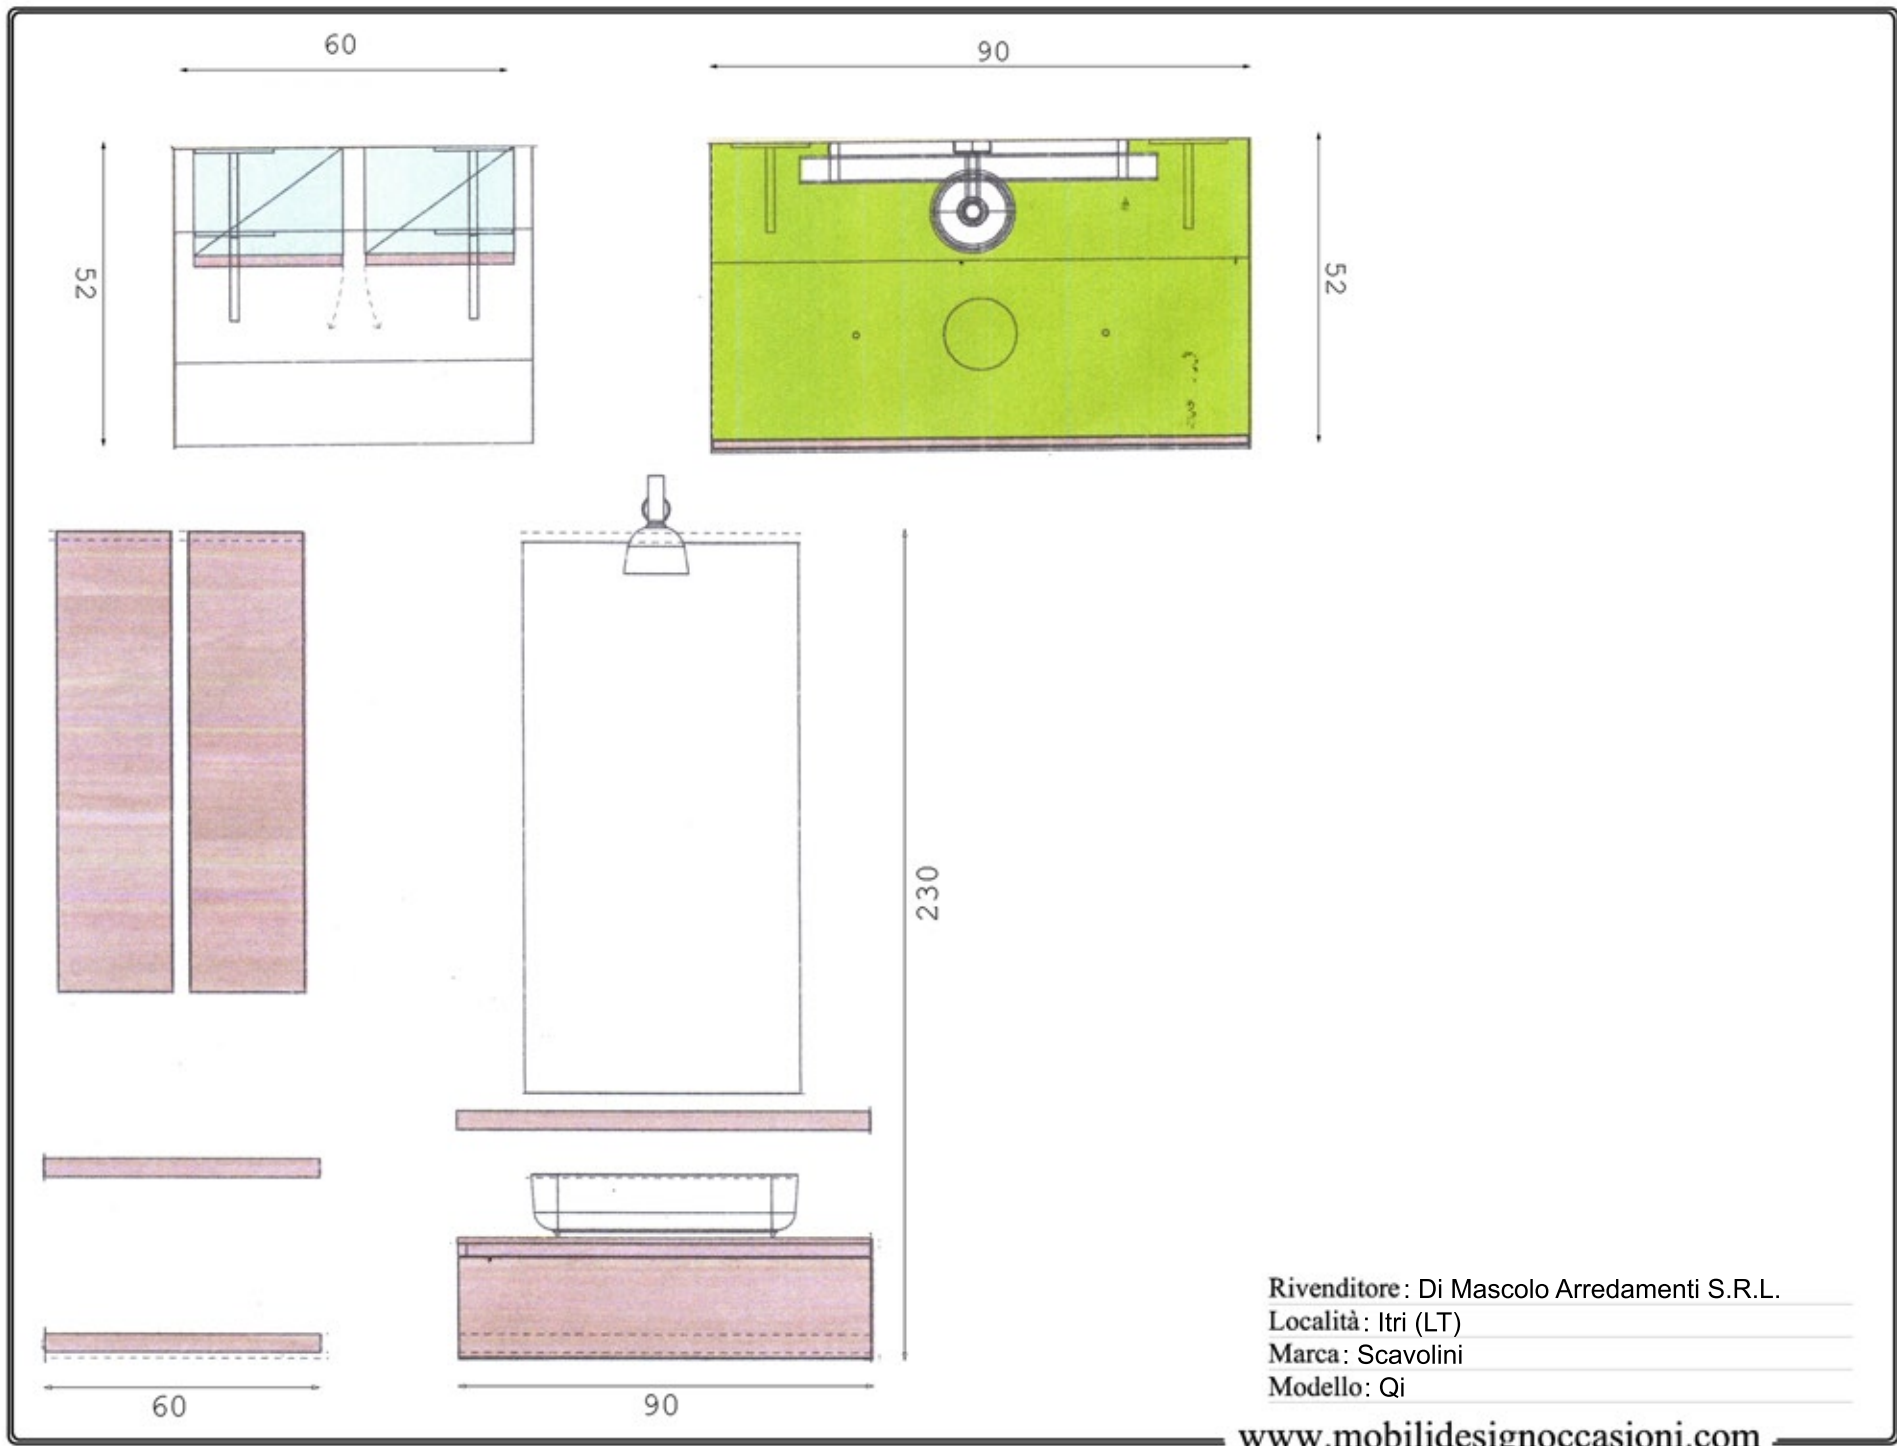 60
90
52
52
230
60
90
Rivenditore: Di Mascolo Arredamenti S.R.L.
Località: Itri (LT)
Marca: Scavolini
Modello: Qi
www.mobilidesignoccasioni.com